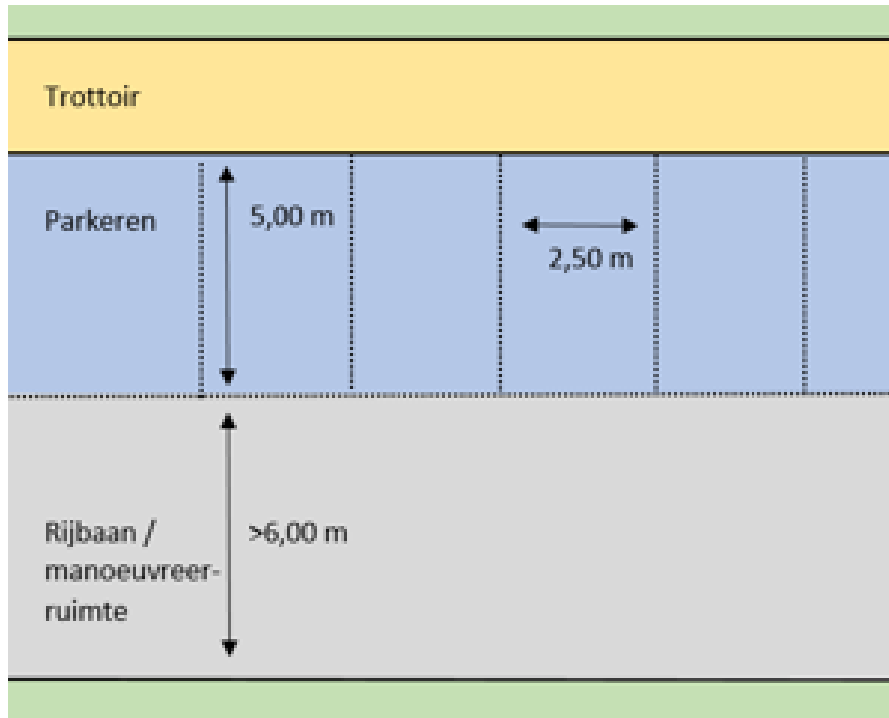 Trottoir
Parkeren
5,00 m
2,50 m
Rijbaan /
manoeuvreer-
ruimte
>6,00 m